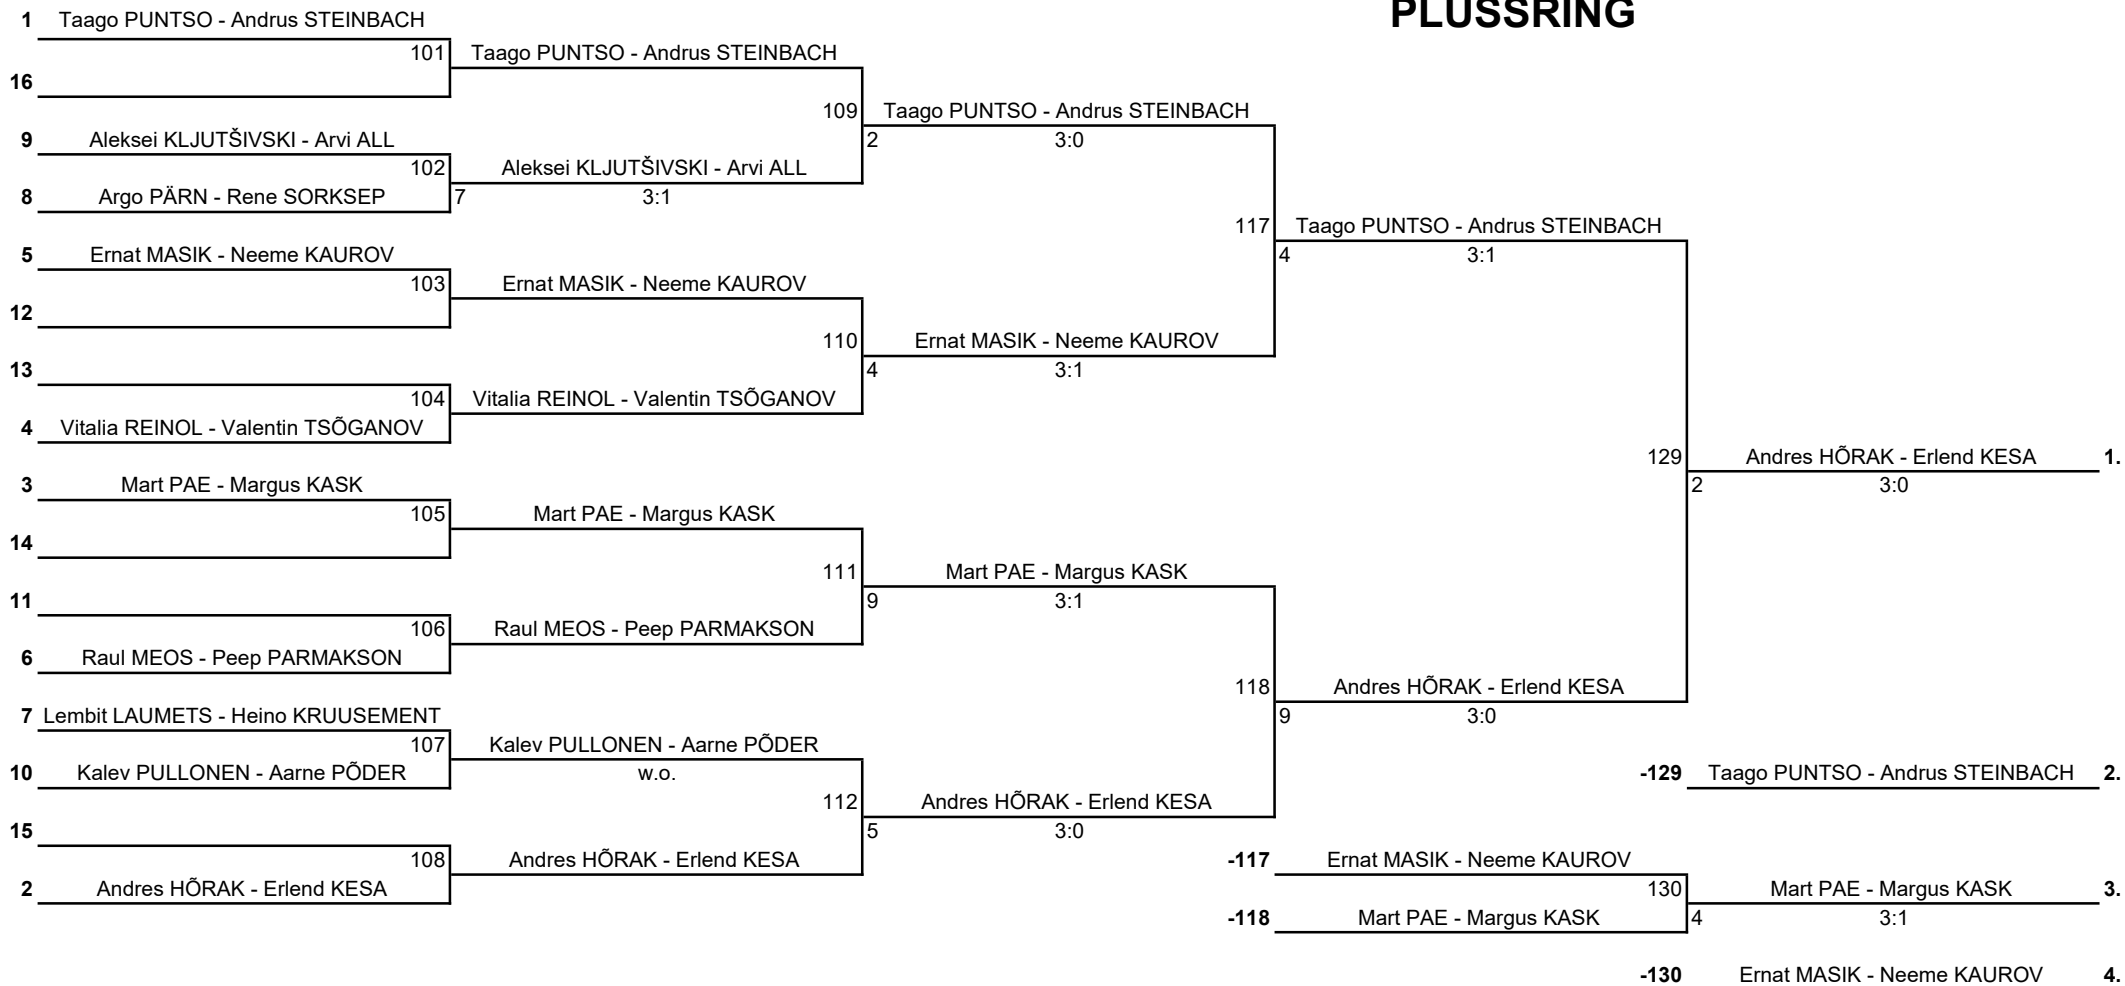 PLUSSRING
1 Taago PUNTSO - Andrus STEINBACH
101 Taago PUNTSO - Andrus STEINBACH
16
109 Taago PUNTSO - Andrus STEINBACH
9 Aleksei KLJUTŠIVSKI - Arvi ALL 2 3:0
102 Aleksei KLJUTŠIVSKI - Arvi ALL
8 Argo PÄRN - Rene SORKSEP 7 3:1
117 Taago PUNTSO - Andrus STEINBACH
5 Ernat MASIK - Neeme KAUROV 4 3:1
103 Ernat MASIK - Neeme KAUROV
12
110 Ernat MASIK - Neeme KAUROV
13 4 3:1
104 Vitalia REINOL - Valentin TSÕGANOV
4 Vitalia REINOL - Valentin TSÕGANOV
129 Andres HÕRAK - Erlend KESA 1.
3 Mart PAE - Margus KASK 2 3:0
105 Mart PAE - Margus KASK
14
111 Mart PAE - Margus KASK
11 9 3:1
106 Raul MEOS - Peep PARMAKSON
6 Raul MEOS - Peep PARMAKSON
118 Andres HÕRAK - Erlend KESA
7 Lembit LAUMETS - Heino KRUUSEMENT 9 3:0
107 Kalev PULLONEN - Aarne PÕDER
10 Kalev PULLONEN - Aarne PÕDER w.o. -129 Taago PUNTSO - Andrus STEINBACH 2.
112 Andres HÕRAK - Erlend KESA
15 5 3:0
108 Andres HÕRAK - Erlend KESA -117 Ernat MASIK - Neeme KAUROV
2 Andres HÕRAK - Erlend KESA 130 Mart PAE - Margus KASK 3.
-118 Mart PAE - Margus KASK 4 3:1
-130 Ernat MASIK - Neeme KAUROV 4.